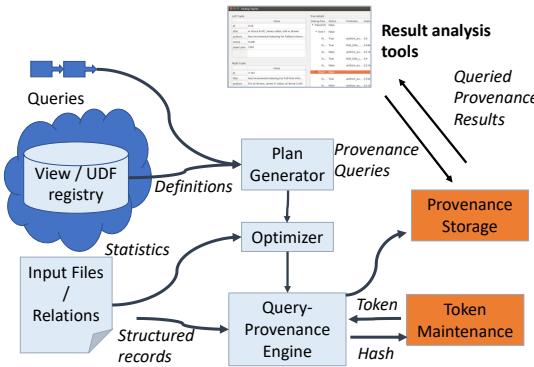 Result analysis
tools
Queried
Provenance
Results
Queries
View / UDF
registry
Definitions
Plan
Generator
Provenance
Queries
Provenance
Storage
Statistics
Optimizer
Input Files
/
Relations
Structured
records
Query-
Provenance
Engine
Token
Hash
Token
Maintenance